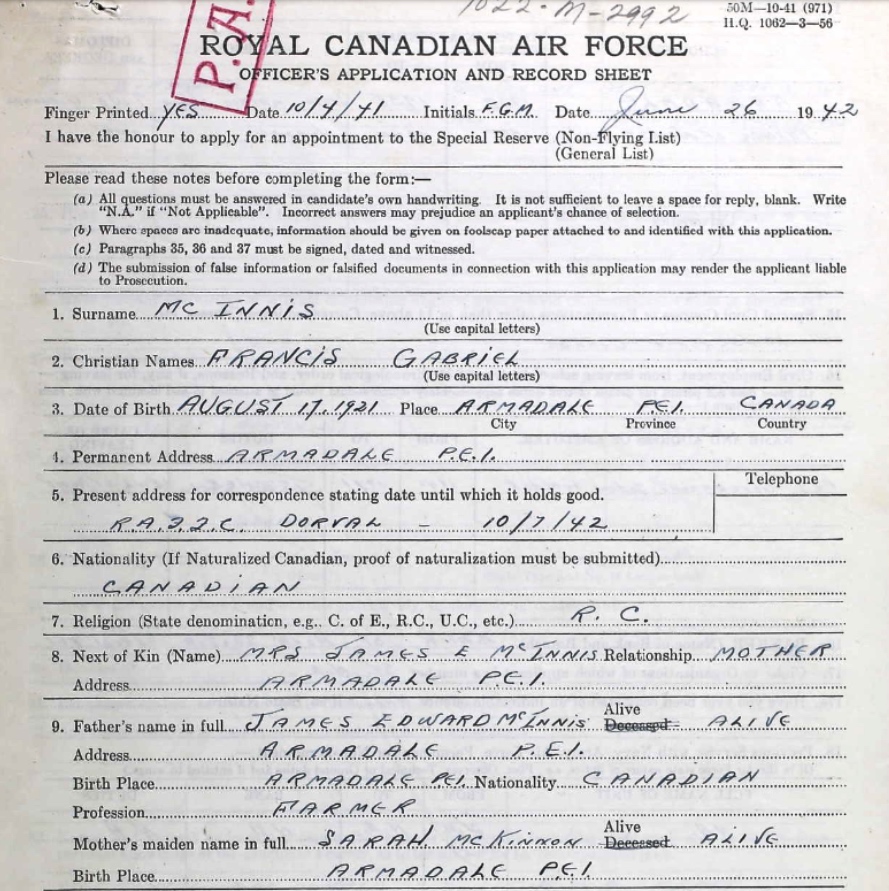 1022-M-2992
50M—10-41 (971)
H.Q. 1062—3—56
P.A.
ROYAL CANADIAN AIR FORCE
OFFICER'S APPLICATION AND RECORD SHEET
Finger Printed YES Date 10/4/41 Initials F.G.M. Date June 26 1942
I have the honour to apply for an appointment to the Special Reserve (Non-Flying List)
(General List)
Please read these notes before completing the form:—
(a) All questions must be answered in candidate's own handwriting. It is not sufficient to leave a space for reply, blank. Write
"N.A." if "Not Applicable". Incorrect answers may prejudice an applicant's chance of selection.
(b) Where spaces are inadequate, information should be given on foolscap paper attached to and identified with this application.
(c) Paragraphs 35, 36 and 37 must be signed, dated and witnessed.
(d) The submission of false information or falsified documents in connection with this application may render the applicant liable
to Prosecution.
1. Surname MC INNIS
(Use capital letters)
2. Christian Names FRANCIS GABRIEL
(Use capital letters)
3. Date of Birth AUGUST 17, 1921 Place ARMADALE P.E.I. CANADA
City Province Country
4. Permanent Address ARMADALE P.E.I.
Telephone
5. Present address for correspondence stating date until which it holds good.
DORVAL - 10/7/42
6. Nationality (If Naturalized Canadian, proof of naturalization must be submitted)
CANADIAN
7. Religion (State denomination, e.g.. C. of E., R.C., U.C., etc.) R. C.
8. Next of Kin (Name) MRS JAMES E McINNIS Relationship MOTHER
Address ARMADALE P.E.I.
Alive
9. Father's name in full JAMES EDWARD McINNIS Deceased ALIVE
Address ARMADALE P.E.I.
Birth Place ARMADALE P.E.I. Nationality CANADIAN
Profession FARMER
Alive
Mother's maiden name in full SARAH McKINNON Deceased ALIVE
Birth Place ARMADALE P.E.I.